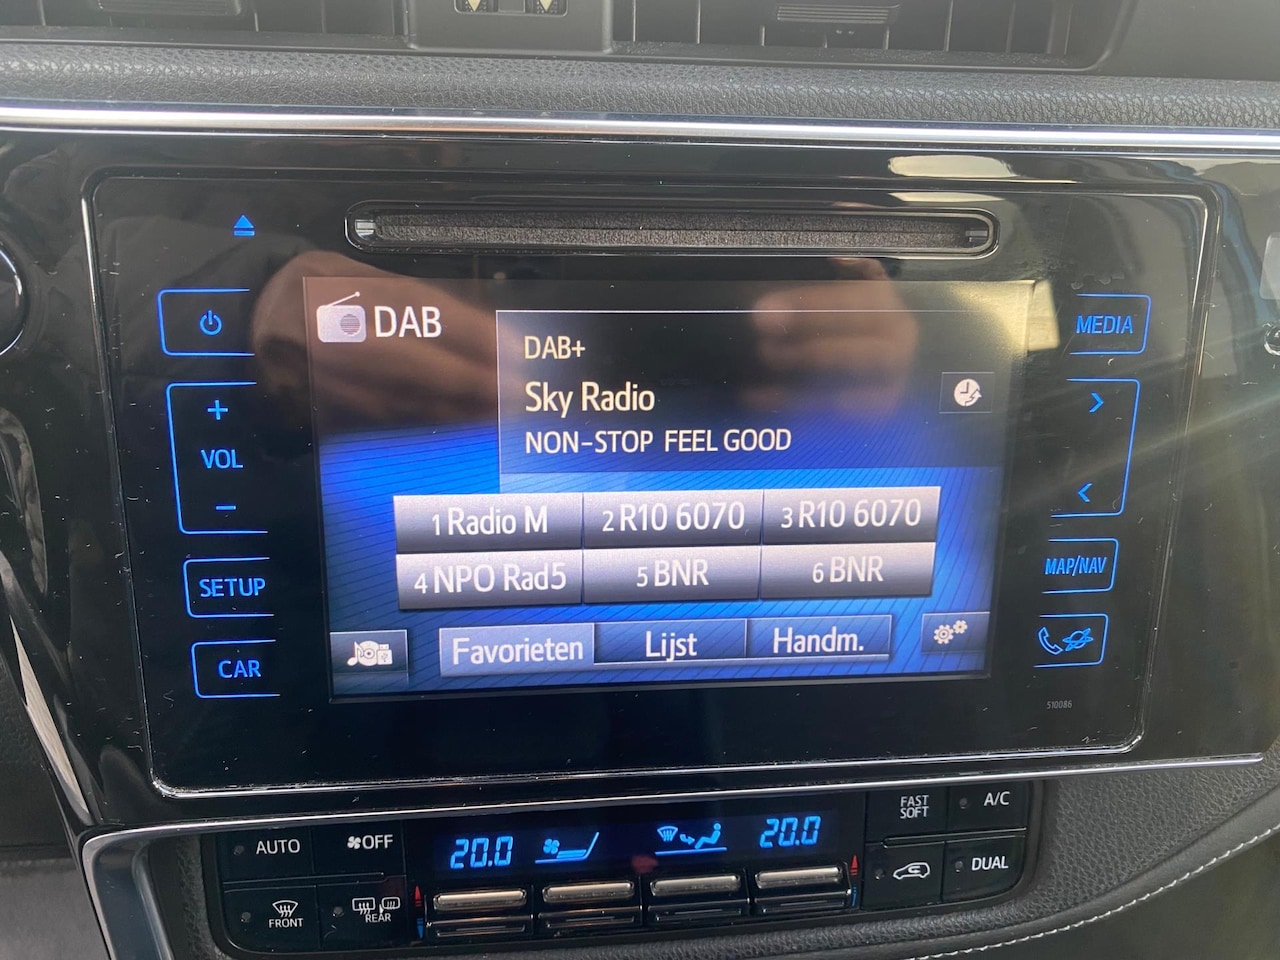 DAB
DAB+
Sky Radio
NON-STOP FEEL GOOD
1 Radio M
2 R10 6070
3 R10 6070
4 NPO Rad5
5 BNR
6 BNR
Favorieten
Lijst
Handm.
+
VOL
-
SETUP
CAR
MEDIA
>
<
MAP/NAV
510086
AUTO
OFF
FRONT
REAR
20.0
20.0
FAST
SOFT
A/C
DUAL